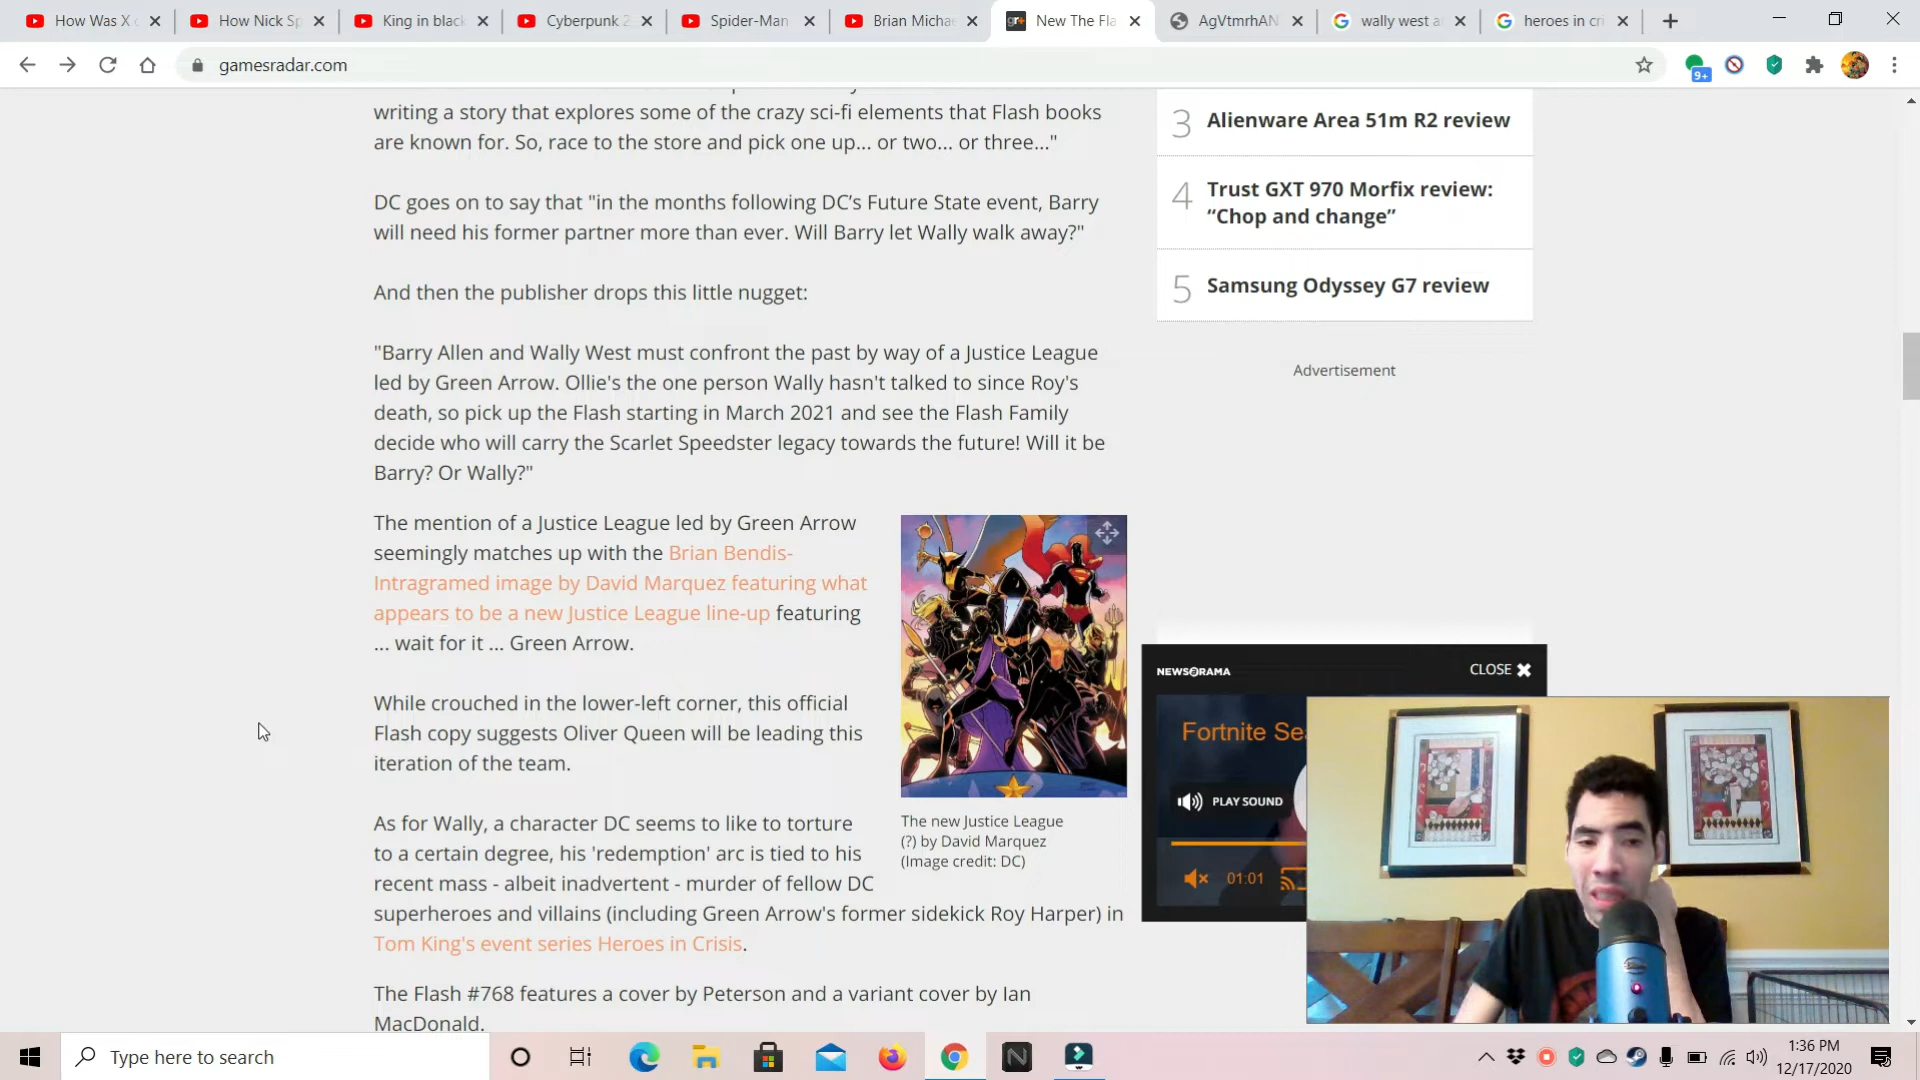 How Was X
How Nick Sp
King in black
Cyberpunk 2
Spider-Man
Brian Michae
gr+
New The Fla
AgVtmrhAN
wally west a
heroes in cri
gamesradar.com
9+
writing a story that explores some of the crazy sci-fi elements that Flash books
are known for. So, race to the store and pick one up... or two... or three..."
DC goes on to say that "in the months following DC's Future State event, Barry
will need his former partner more than ever. Will Barry let Wally walk away?"
And then the publisher drops this little nugget:
"Barry Allen and Wally West must confront the past by way of a Justice League
led by Green Arrow. Ollie's the one person Wally hasn't talked to since Roy's
death, so pick up the Flash starting in March 2021 and see the Flash Family
decide who will carry the Scarlet Speedster legacy towards the future! Will it be
Barry? Or Wally?"
The mention of a Justice League led by Green Arrow
seemingly matches up with the Brian Bendis-
Intragramed image by David Marquez featuring what
appears to be a new Justice League line-up featuring
... wait for it ... Green Arrow.
While crouched in the lower-left corner, this official
Flash copy suggests Oliver Queen will be leading this
iteration of the team.
As for Wally, a character DC seems to like to torture
to a certain degree, his 'redemption' arc is tied to his
recent mass - albeit inadvertent - murder of fellow DC
superheroes and villains (including Green Arrow's former sidekick Roy Harper) in
Tom King's event series Heroes in Crisis.
The Flash #768 features a cover by Peterson and a variant cover by Ian
MacDonald.
The new Justice League
(?) by David Marquez
(Image credit: DC)
3 Alienware Area 51m R2 review
4 Trust GXT 970 Morfix review:
“Chop and change”
5 Samsung Odyssey G7 review
Advertisement
NEWSARAMA
CLOSE
Fortnite Sea
PLAY SOUND
01:01
Type here to search
1:36 PM
12/17/2020